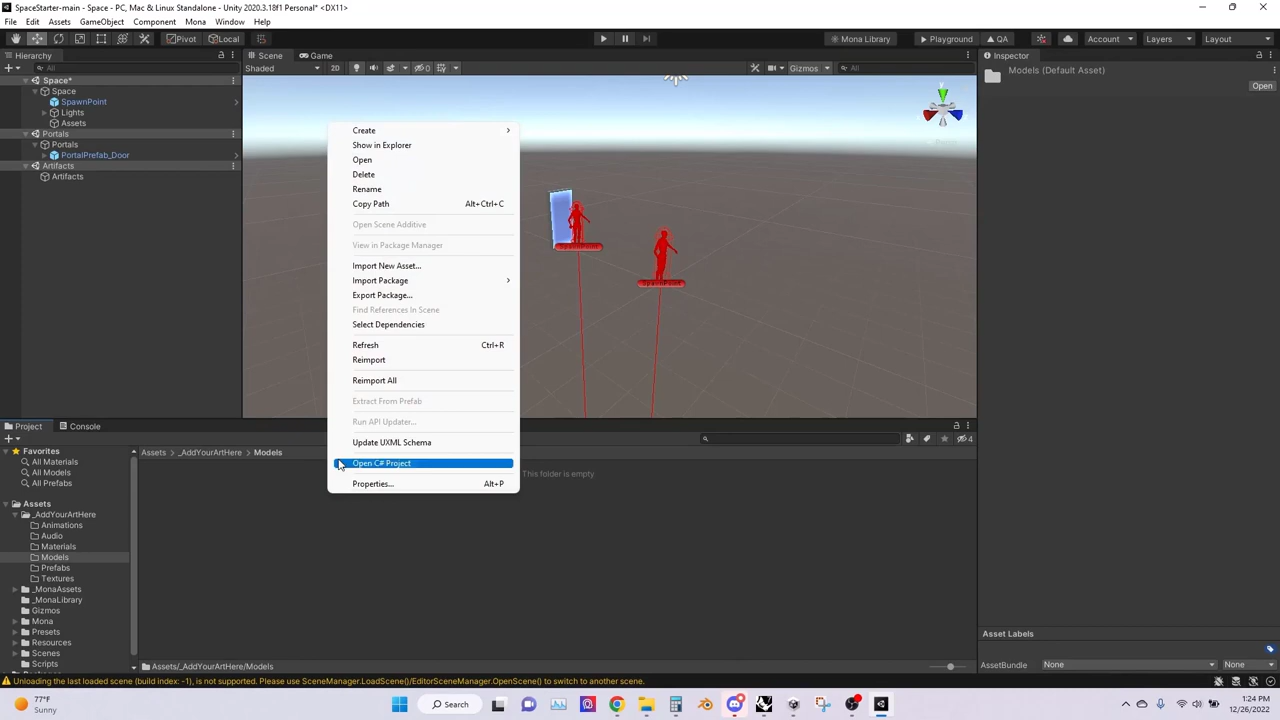 SpaceStarter-main - Space - PC, Mac & Linux Standalone - Unity 2020.3.18f1 Personal* <DX11>
File Edit Assets GameObject Component Mona Window Help
Pivot Local Mona Library Playground QA Account Layers Layout
Hierarchy Scene Game Inspector
All Shaded 2D 0 Gizmos All Models (Default Asset)
Open
Space*
Space
SpawnPoint
Lights
Assets
Portals
Portals
PortalPrefab_Door
Artifacts
Artifacts
Create
Show in Explorer
Open
Delete
Rename
Copy Path Alt+Ctrl+C
Open Scene Additive
View in Package Manager
Import New Asset...
Import Package
Export Package...
Find References In Scene
Select Dependencies
Refresh Ctrl+R
Reimport
Reimport All
Extract From Prefab
Run API Updater...
Update UXML Schema
Open C# Project
Properties... Alt+P
Project Console
4
Favorites
All Materials
All Models
All Prefabs
Assets
_AddYourArtHere
Animations
Audio
Materials
Models
Prefabs
Textures
_MonaAssets
_MonaLibrary
Gizmos
Mona
Presets
Resources
Scenes
Scripts
Assets > _AddYourArtHere > Models
This folder is empty
Assets/_AddYourArtHere/Models
Asset Labels
AssetBundle None None
Unloading the last loaded scene (build index: -1), is not supported. Please use SceneManager.LoadScene()/EditorSceneManager.OpenScene() to switch to another scene.
77°F
Sunny
Search
1:24 PM
12/26/2022